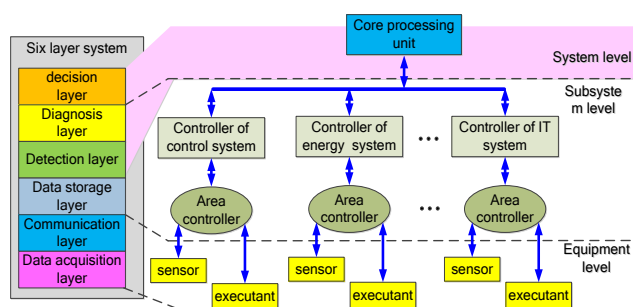 Six layer system
decision
layer
Diagnosis
layer
Detection layer
Data storage
layer
Communication
layer
Data acquisition
layer
Core processing
unit
System level
Subsyste
m level
Controller of
control system
Controller of
energy system
...
Controller of IT
system
Area
controller
Area
controller
...
Area
controller
Equipment
level
sensor
executant
sensor
executant
sensor
executant